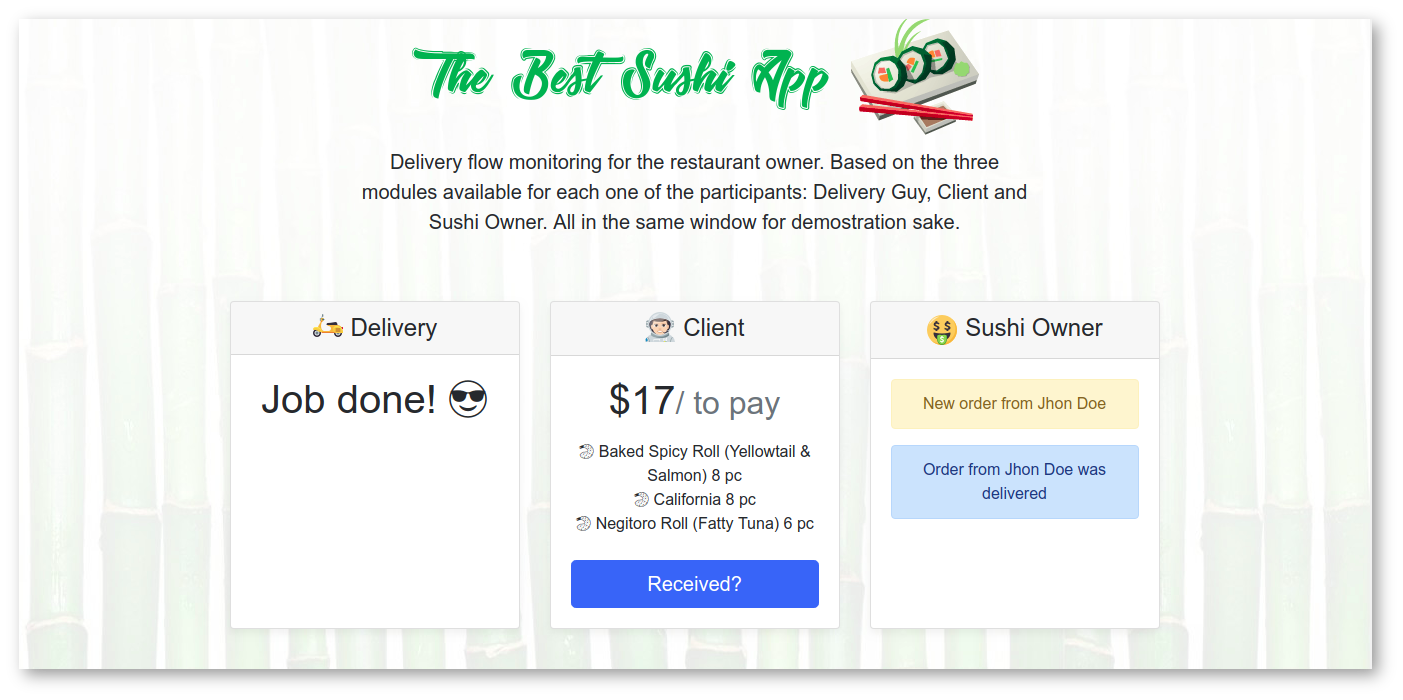 The Best Sushi App
Delivery flow monitoring for the restaurant owner. Based on the three
modules available for each one of the participants: Delivery Guy, Client and
Sushi Owner. All in the same window for demostration sake.
Delivery
Job done!
Client
$17/ to pay
Baked Spicy Roll (Yellowtail &
Salmon) 8 pc
California 8 pc
Negitoro Roll (Fatty Tuna) 6 pc
Received?
Sushi Owner
New order from Jhon Doe
Order from Jhon Doe was
delivered